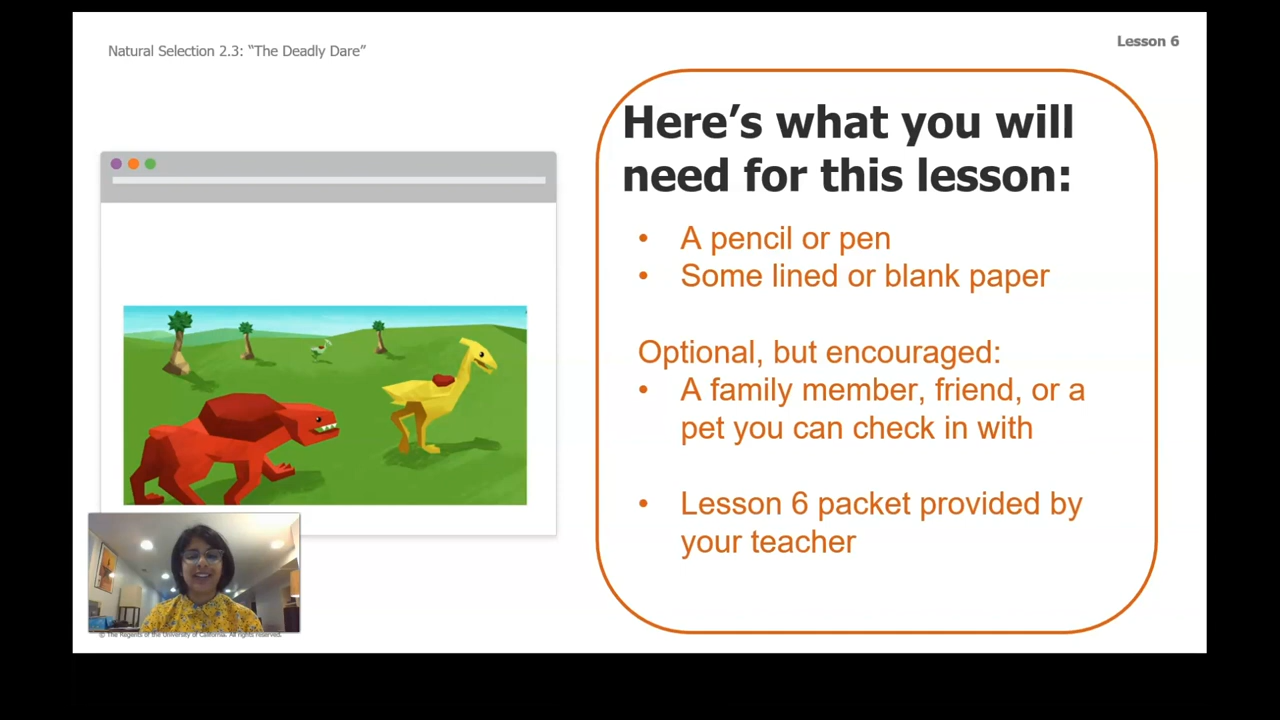 Natural Selection 2.3: “The Deadly Dare”
Lesson 6
Here’s what you will
need for this lesson:
• A pencil or pen
• Some lined or blank paper
Optional, but encouraged:
• A family member, friend, or a
pet you can check in with
• Lesson 6 packet provided by
your teacher
© The Regents of the University of California. All rights reserved.